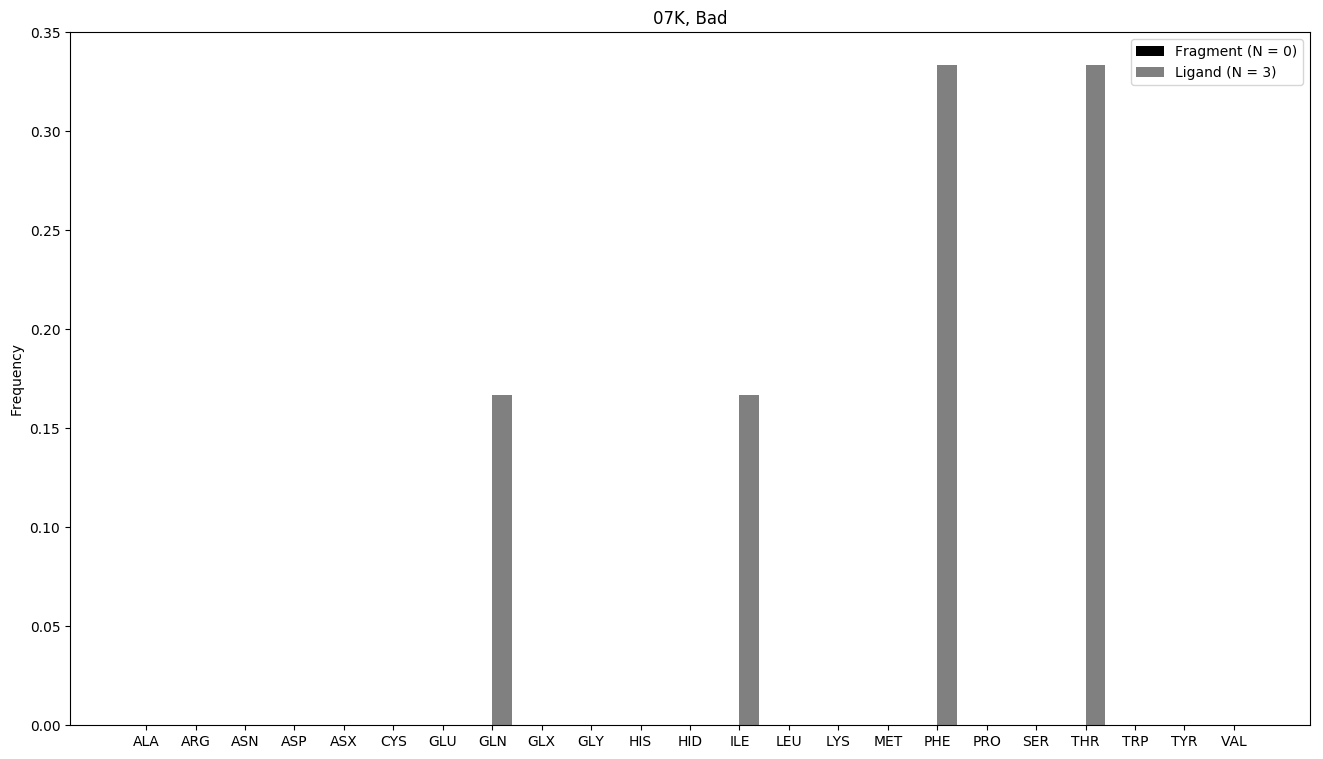 07K, Bad
Fragment (N = 0)
Ligand (N = 3)
Frequency
0.35
0.30
0.25
0.20
0.15
0.10
0.05
0.00
ALA ARG ASN ASP ASX CYS GLU GLN GLX GLY HIS HID ILE LEU LYS MET PHE PRO SER THR TRP TYR VAL